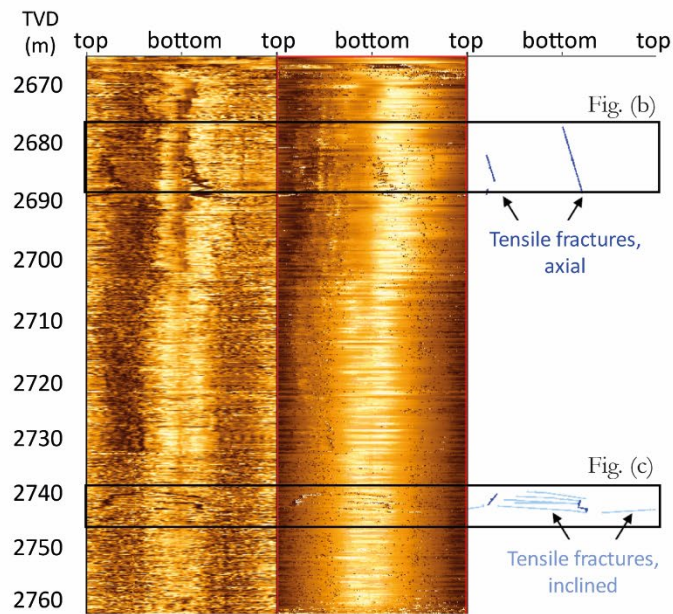 TVD
(m)
top bottom top bottom top bottom top
2670
Fig. (b)
2680
2690
Tensile fractures,
axial
2700
2710
2720
2730
Fig. (c)
2740
2750
Tensile fractures,
inclined
2760